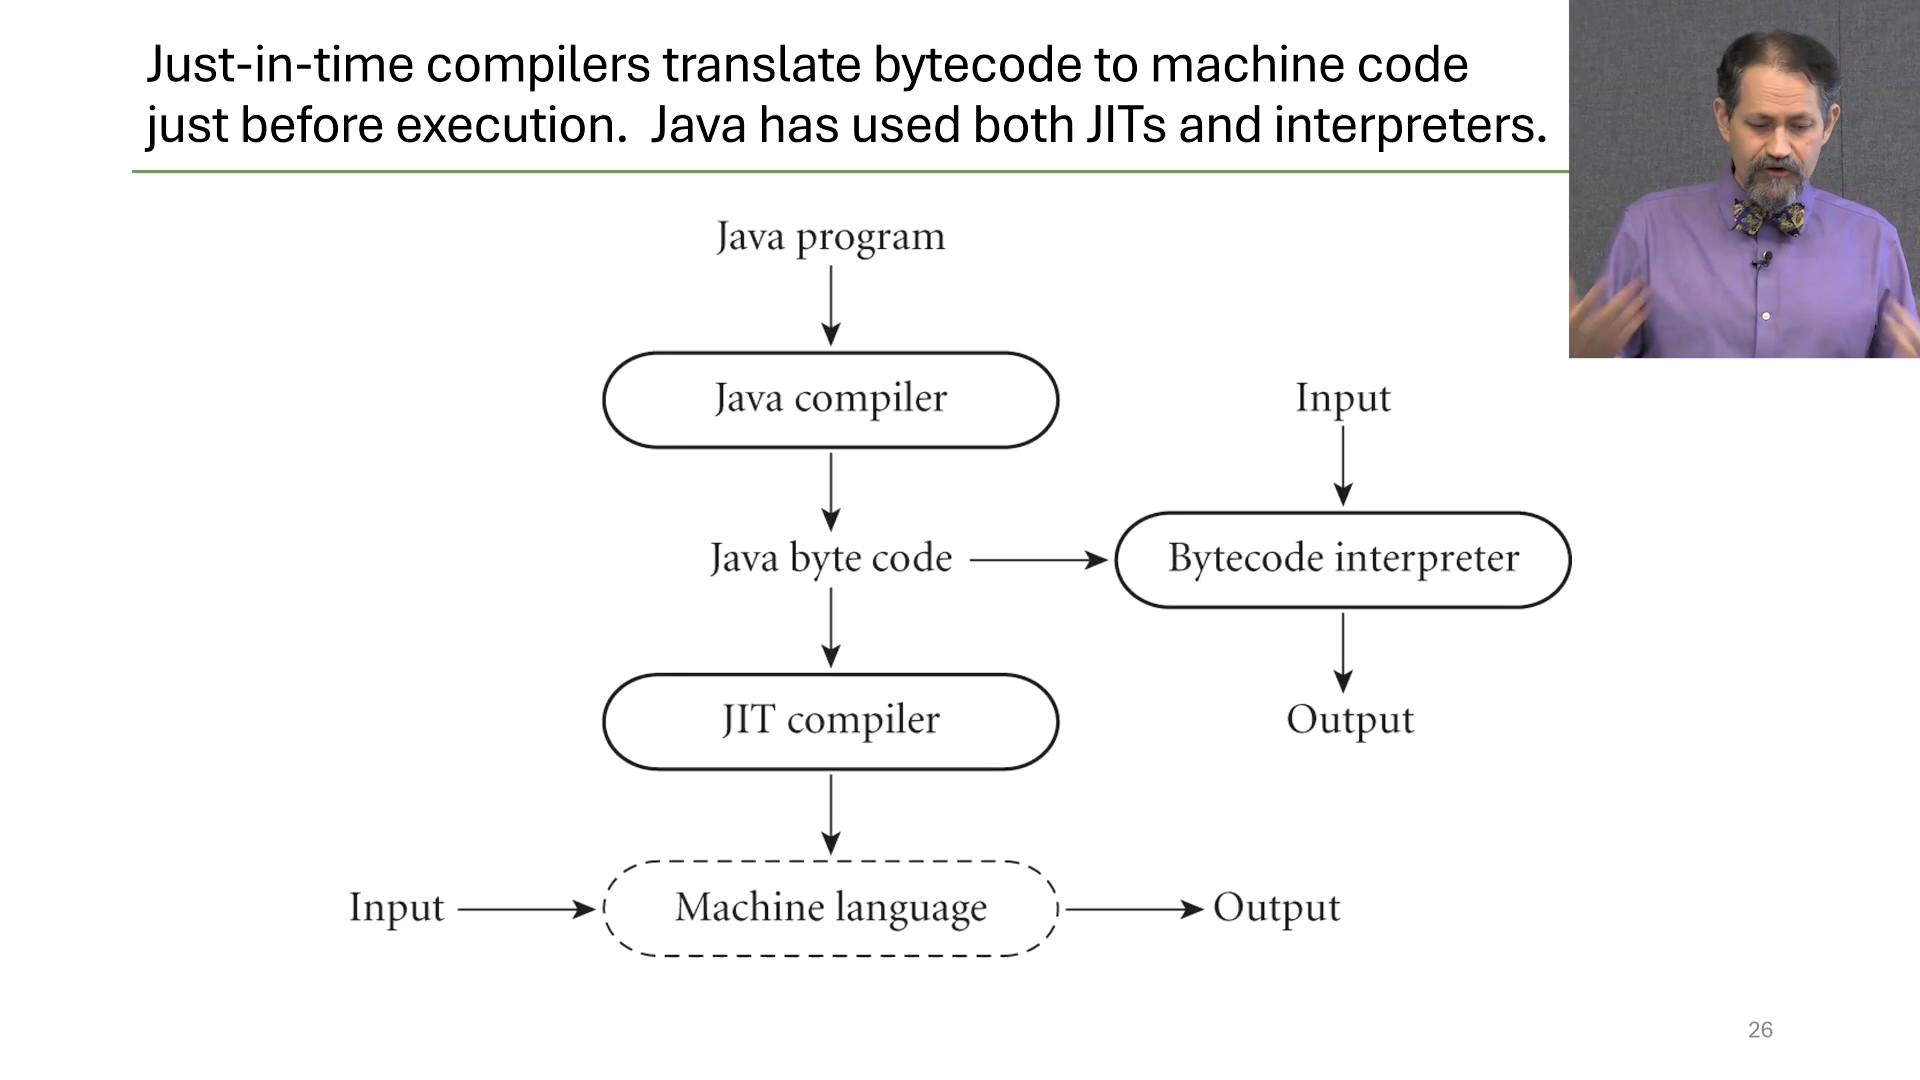 Just-in-time compilers translate bytecode to machine code
just before execution.  Java has used both JITs and interpreters.
Java program
Java compiler
Input
Java byte code
Bytecode interpreter
JIT compiler
Output
Input
Machine language
Output
26